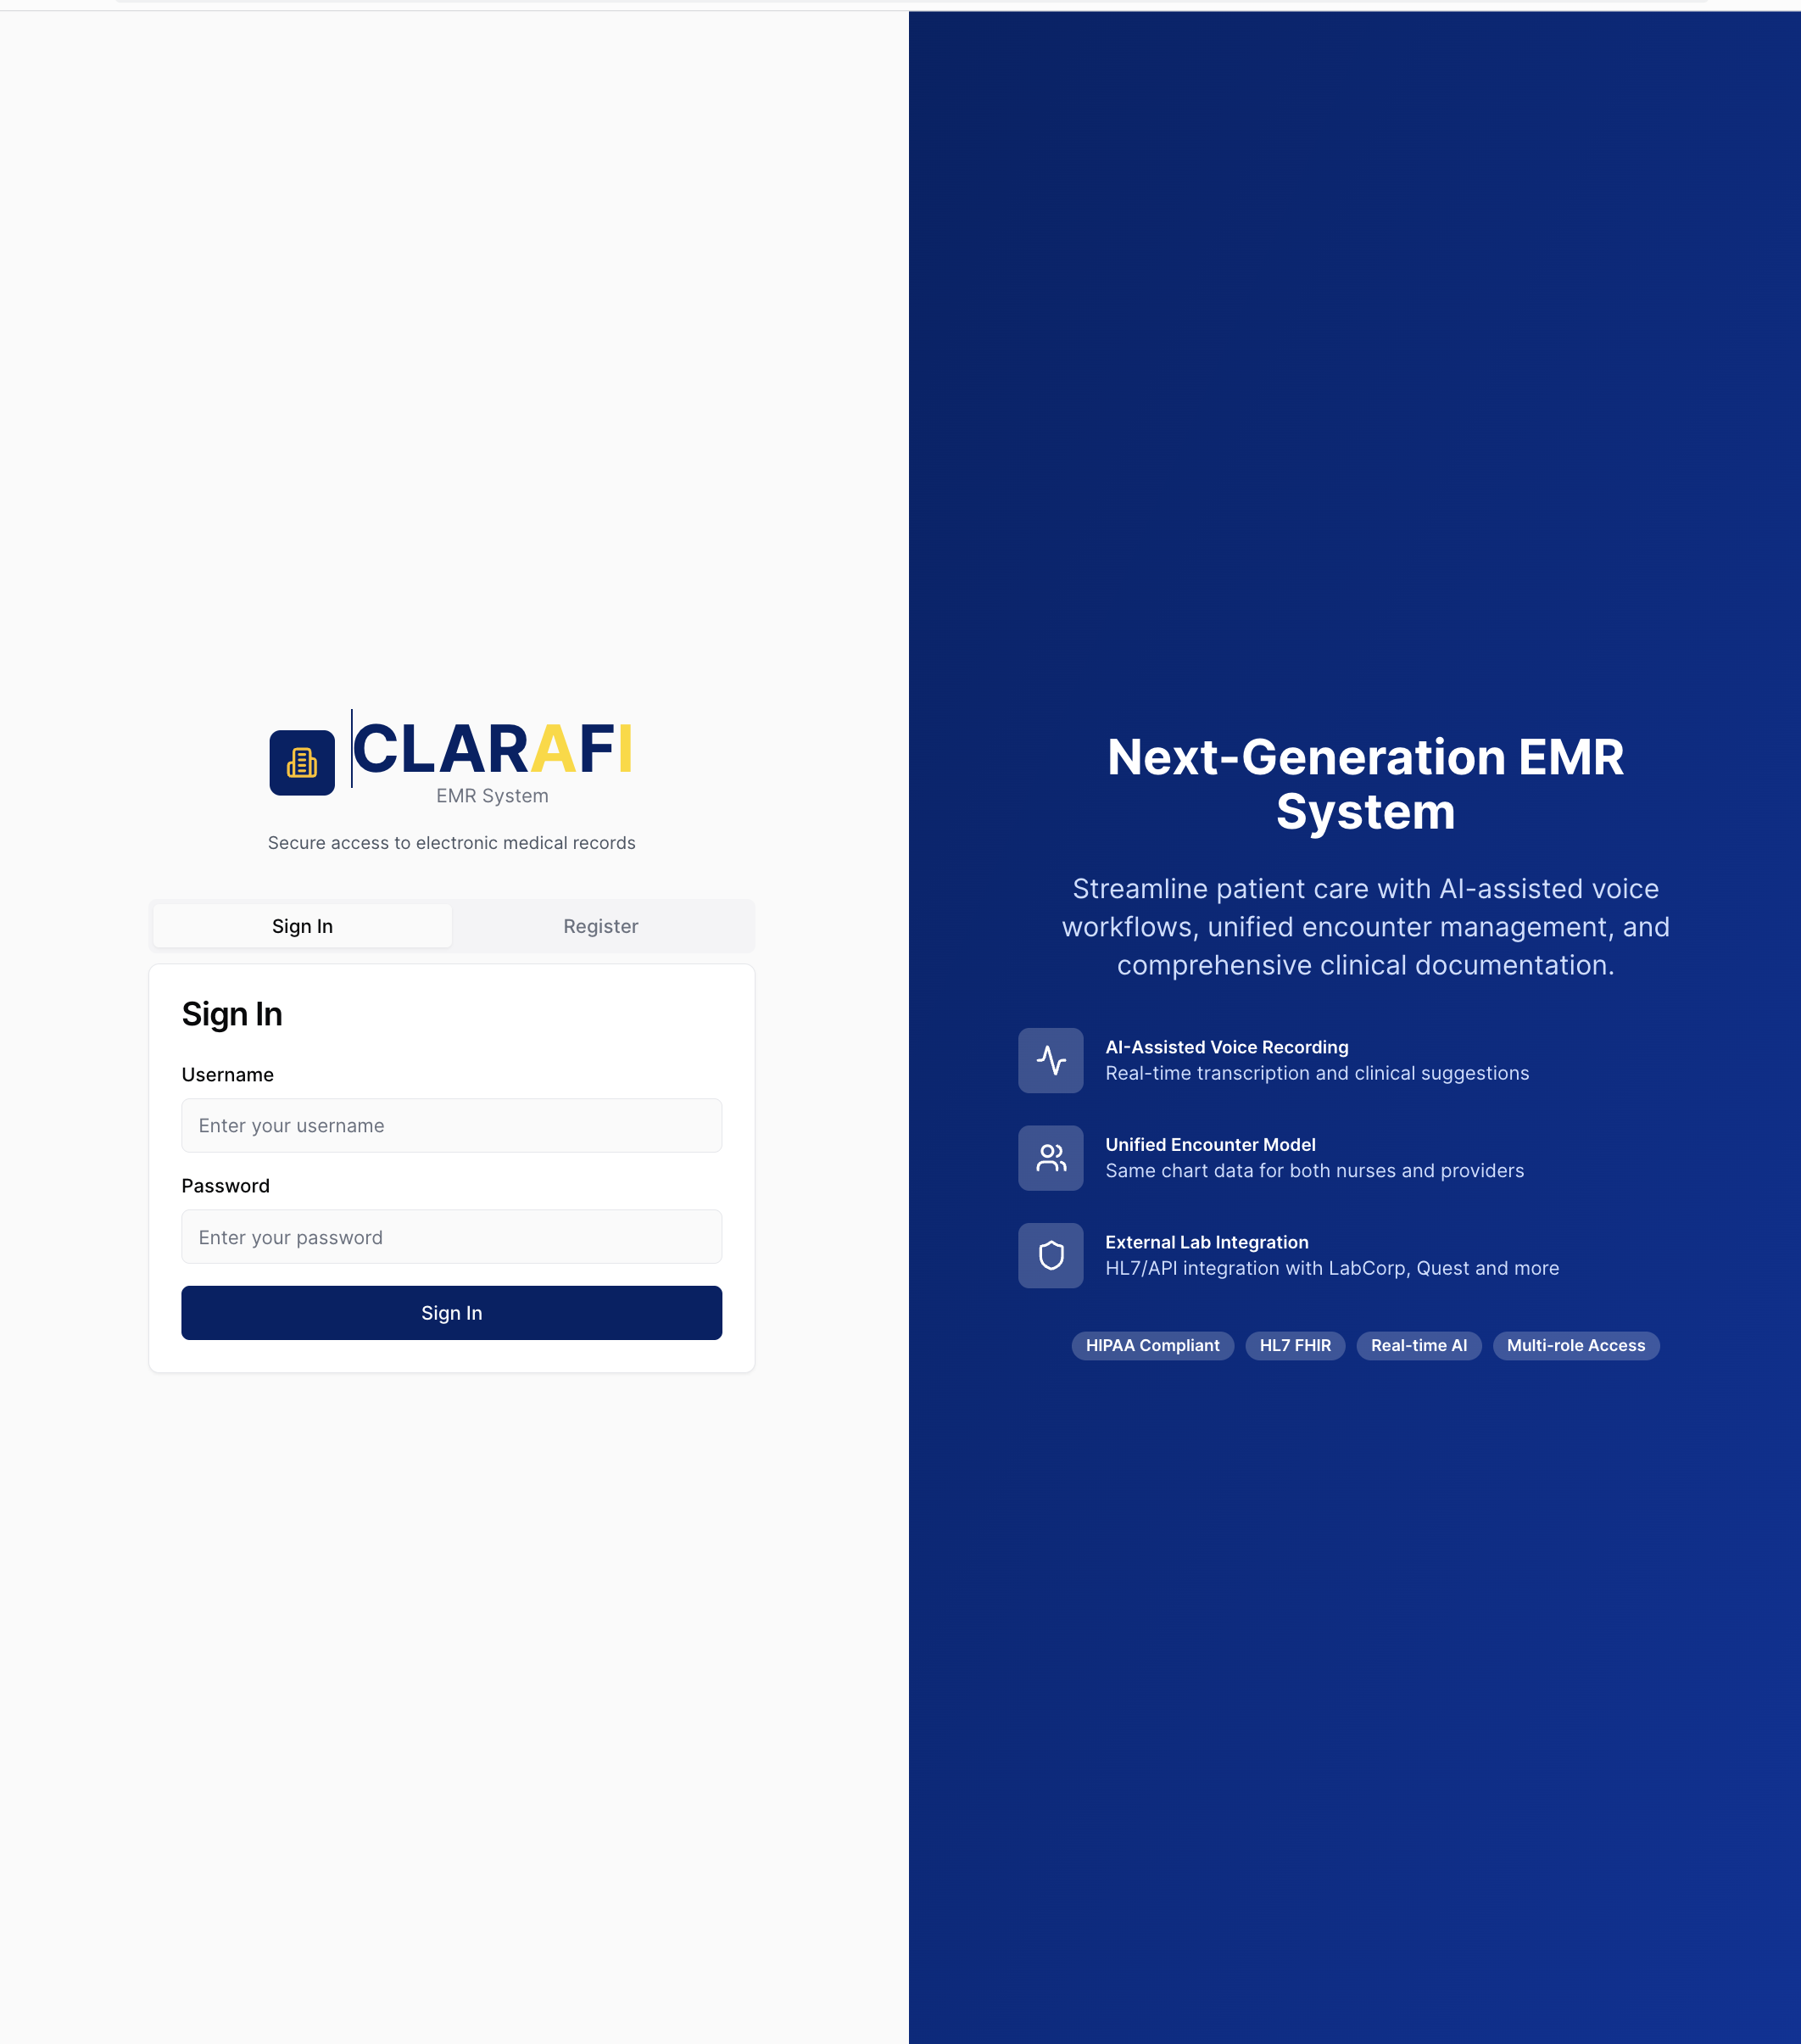 CLARAFI
EMR System
Secure access to electronic medical records
Sign In
Register
Sign In
Username
Enter your username
Password
Enter your password
Sign In
Next-Generation EMR
System
Streamline patient care with AI-assisted voice
workflows, unified encounter management, and
comprehensive clinical documentation.
AI-Assisted Voice Recording
Real-time transcription and clinical suggestions
Unified Encounter Model
Same chart data for both nurses and providers
External Lab Integration
HL7/API integration with LabCorp, Quest and more
HIPAA Compliant
HL7 FHIR
Real-time AI
Multi-role Access